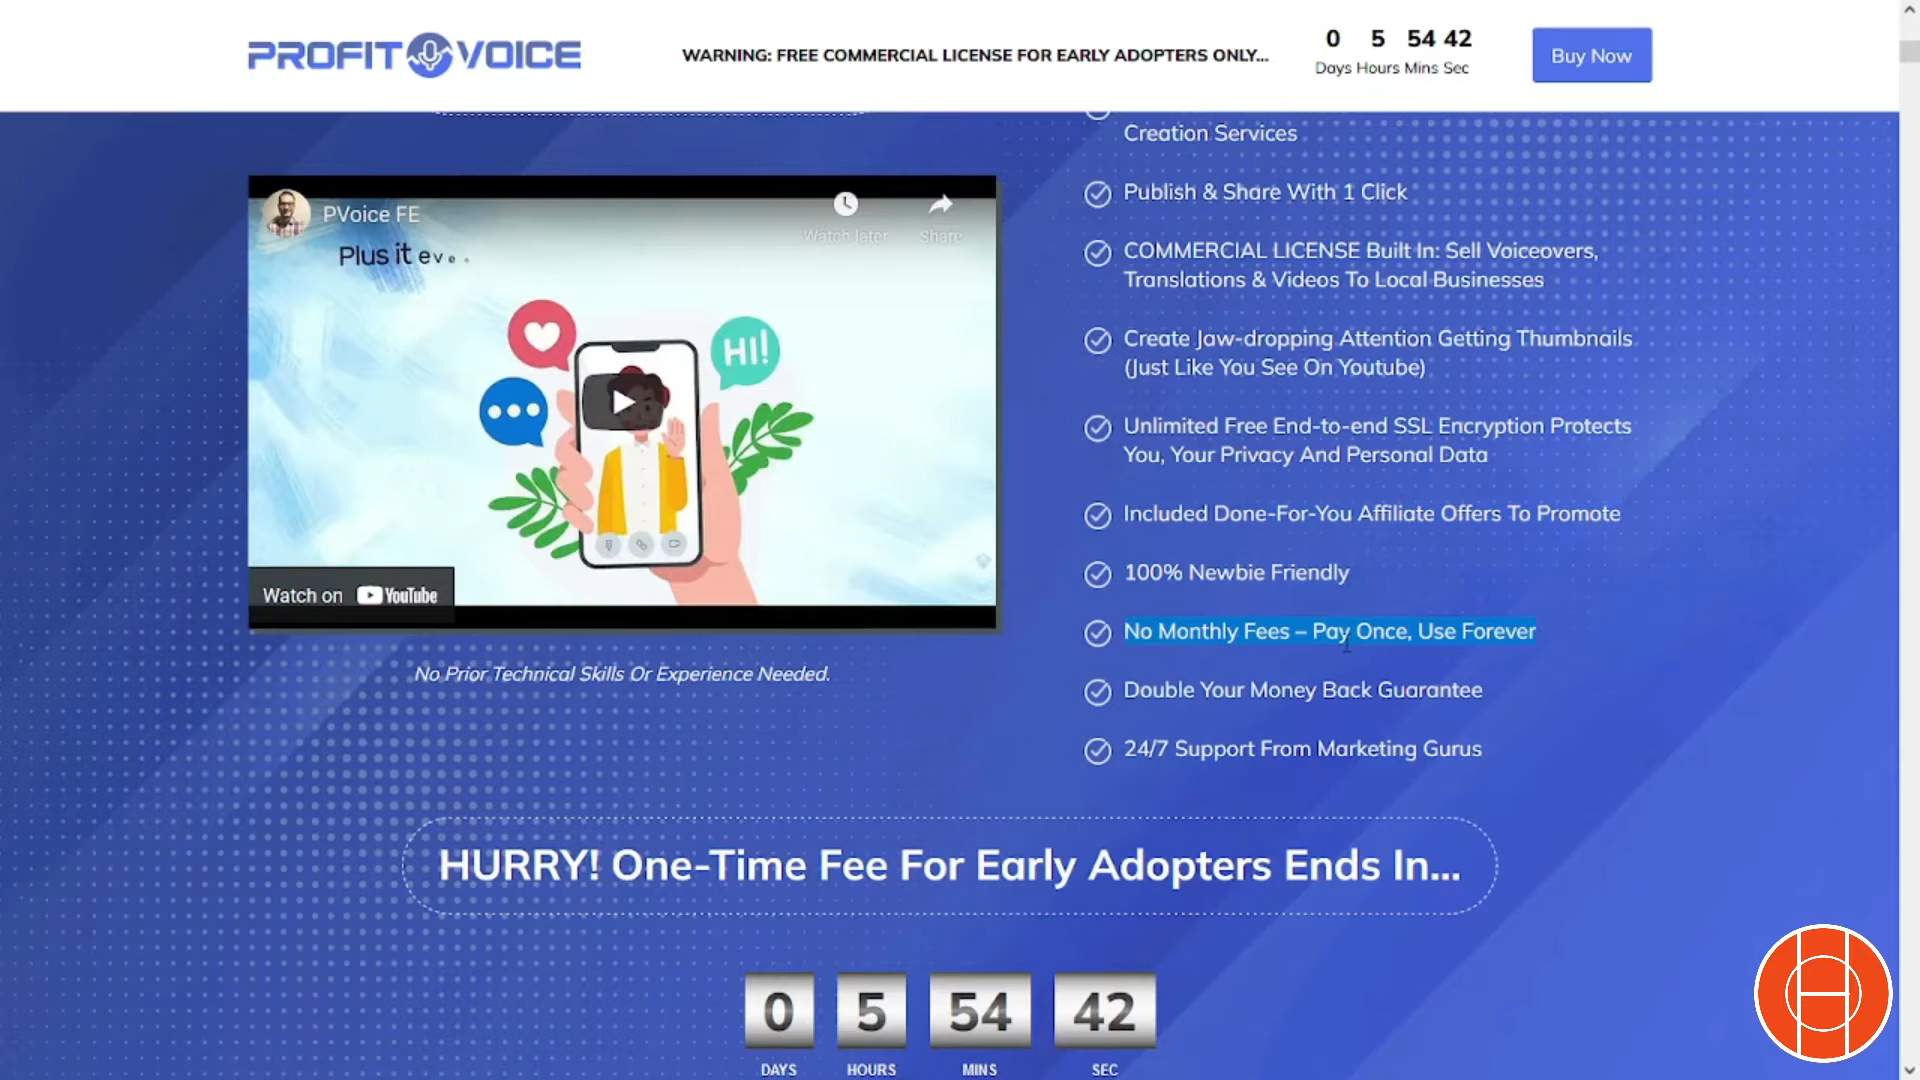 PROFIT VOICE
WARNING: FREE COMMERCIAL LICENSE FOR EARLY ADOPTERS ONLY...
0 5 54 42
Days Hours Mins Sec
Buy Now
PVoice FE
Watch later
Share
Plus it eve.
HI!
Watch on YouTube
No Prior Technical Skills Or Experience Needed.
Creation Services
Publish & Share With 1 Click
COMMERCIAL LICENSE Built In: Sell Voiceovers,
Translations & Videos To Local Businesses
Create Jaw-dropping Attention Getting Thumbnails
(Just Like You See On Youtube)
Unlimited Free End-to-end SSL Encryption Protects
You, Your Privacy And Personal Data
Included Done-For-You Affiliate Offers To Promote
100% Newbie Friendly
No Monthly Fees – Pay Once, Use Forever
Double Your Money Back Guarantee
24/7 Support From Marketing Gurus
HURRY! One-Time Fee For Early Adopters Ends In...
0 5 54 42
DAYS HOURS MINS SEC